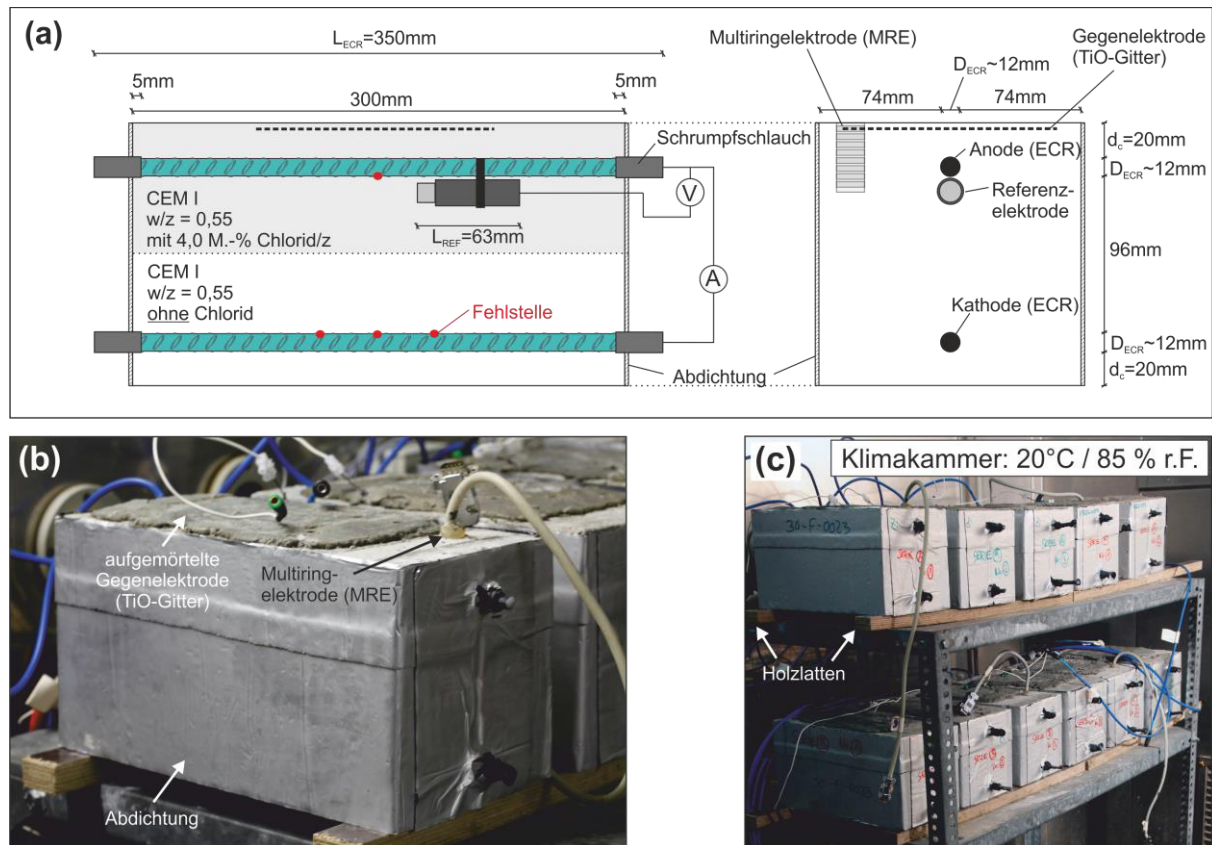 (a)
L_ECR=350mm
5mm
5mm
300mm
Schrumpfschlauch
CEM I
w/z = 0,55
mit 4,0 M.-% Chlorid/z
L_REF=63mm
V
A
CEM I
w/z = 0,55
ohne Chlorid
Fehlstelle
Abdichtung
Multiringelektrode (MRE)
Gegenelektrode
(TiO-Gitter)
D_ECR~12mm
74mm
74mm
d_c=20mm
Anode (ECR)
D_ECR~12mm
Referenz-
elektrode
96mm
Kathode (ECR)
D_ECR~12mm
d_c=20mm
(b)
aufgemörtelte
Gegenelektrode
(TiO-Gitter)
Multiring-
elektrode (MRE)
Abdichtung
(c)
Klimakammer: 20°C / 85 % r.F.
30-F-0023
Holzlatten